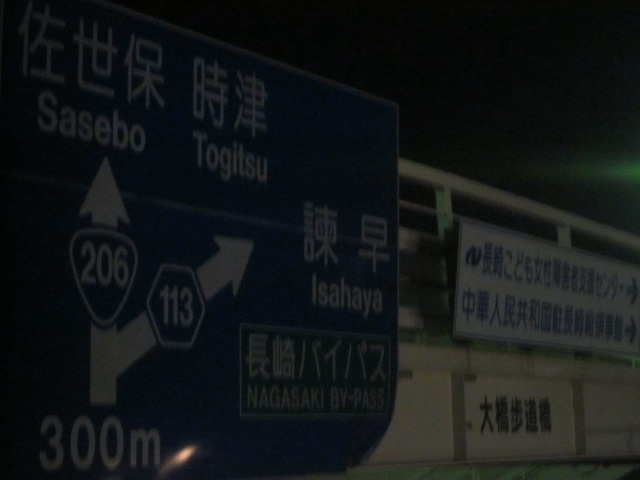 佐世保 時津
Sasebo Togitsu
諫早
Isahaya
206
113
長崎バイパス
NAGASAKI BY-PASS
300m
長崎こども女性障害者支援センター→
中華人民共和国駐長崎総領事館→
大橋歩道橋